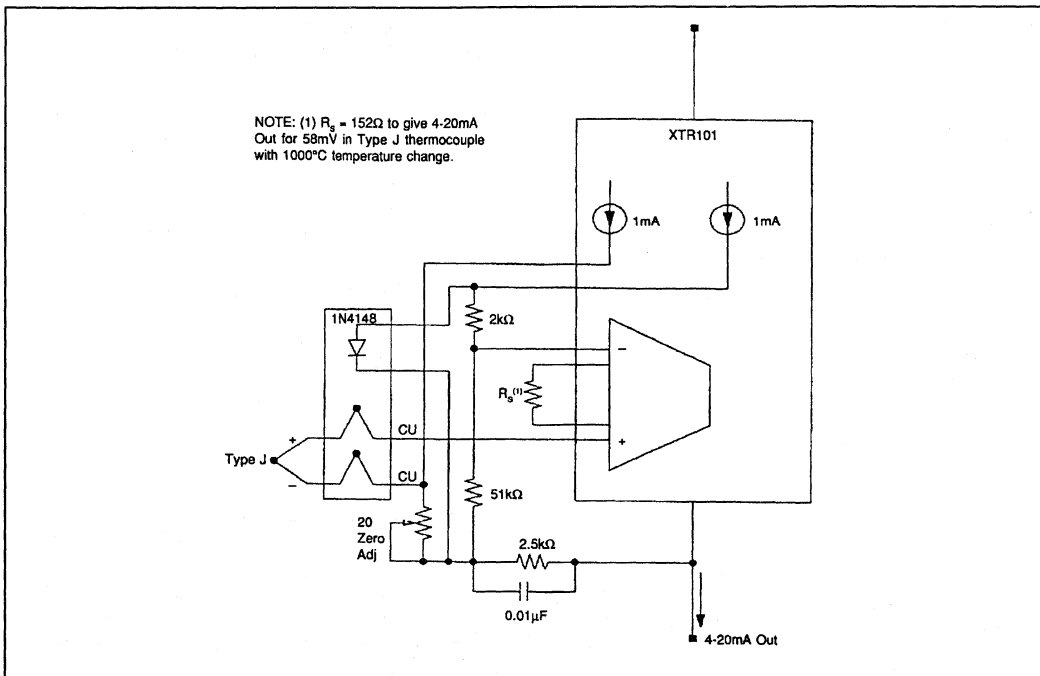 NOTE: (1) Rs = 152Ω to give 4-20mA
Out for 58mV in Type J thermocouple
with 1000°C temperature change.
XTR101
1mA
1mA
1N4148
2kΩ
–
Rs(1)
+
CU
+
Type J
CU
–
51kΩ
20
Zero
Adj
2.5kΩ
0.01µF
4-20mA Out